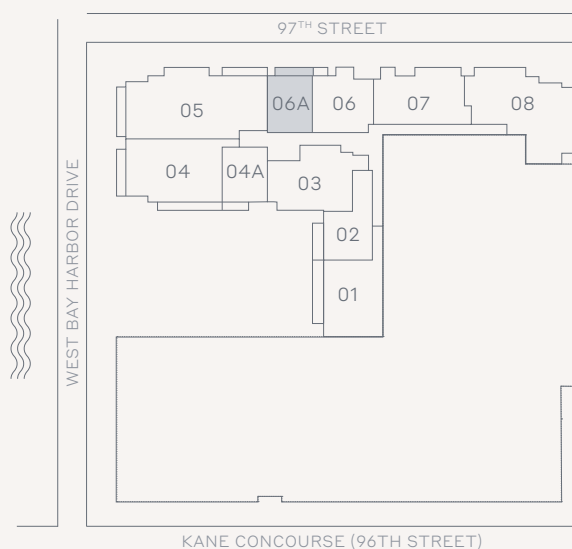 97TH STREET
05
06A
06
07
08
04
04A
03
02
01
WEST BAY HARBOR DRIVE
KANE CONCOURSE (96TH STREET)